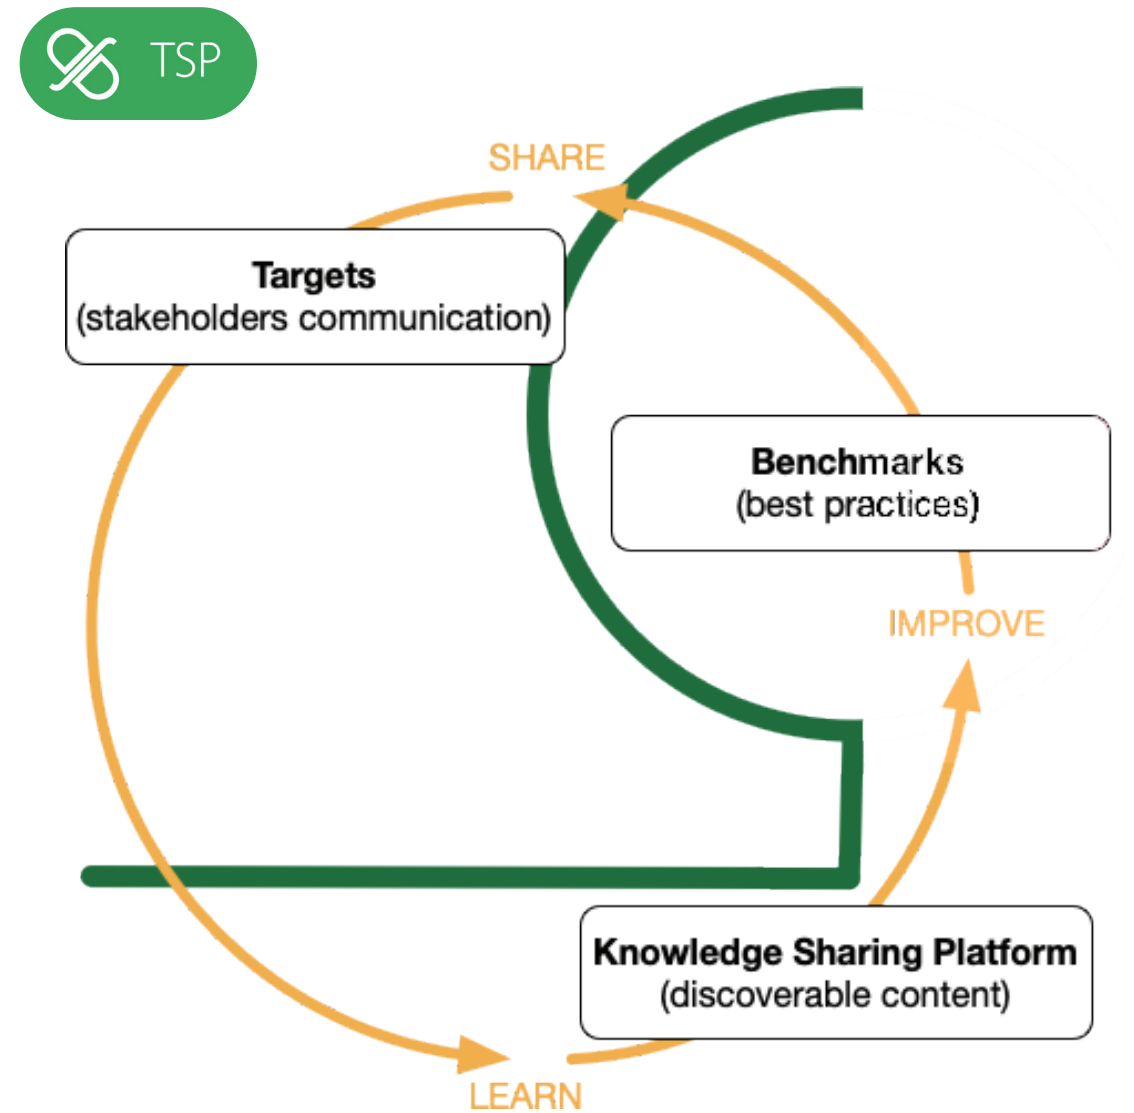 TSP
SHARE
Targets
(stakeholders communication)
Benchmarks
(best practices)
IMPROVE
Knowledge Sharing Platform
(discoverable content)
LEARN